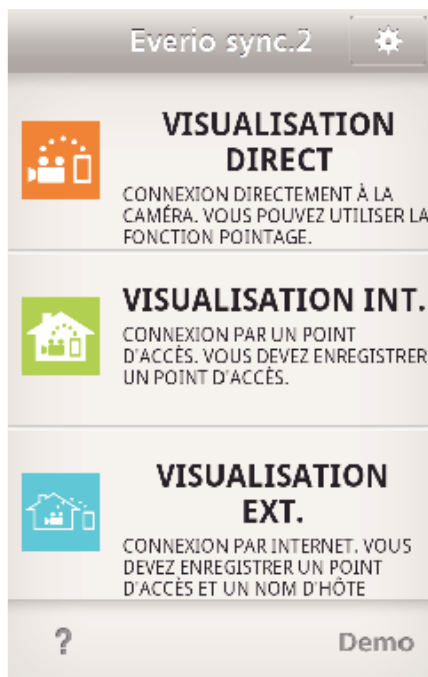 Everio sync.2
VISUALISATION
DIRECT
CONNEXION DIRECTEMENT À LA
CAMÉRA. VOUS POUVEZ UTILISER LA
FONCTION POINTAGE.
VISUALISATION INT.
CONNEXION PAR UN POINT
D'ACCÈS. VOUS DEVEZ ENREGISTRER
UN POINT D'ACCÈS.
VISUALISATION
EXT.
CONNEXION PAR INTERNET. VOUS
DEVEZ ENREGISTRER UN POINT
D'ACCÈS ET UN NOM D'HÔTE
? Demo